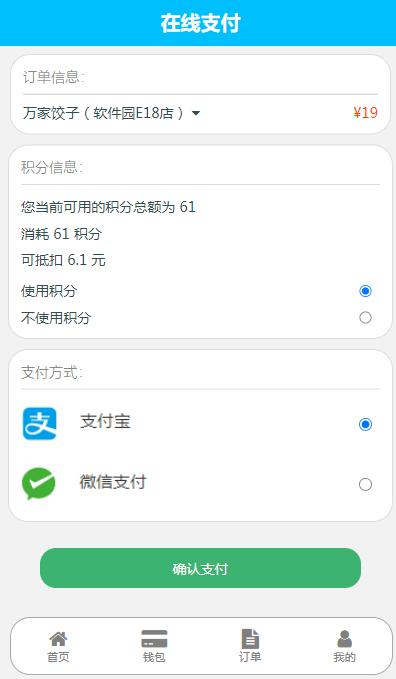 在线支付
订单信息：
万家饺子（软件园E18店） ¥19
积分信息：
您当前可用的积分总额为 61
消耗 61 积分
可抵扣 6.1 元
使用积分
不使用积分
支付方式：
支 支付宝
微信支付
确认支付
首页 钱包 订单 我的